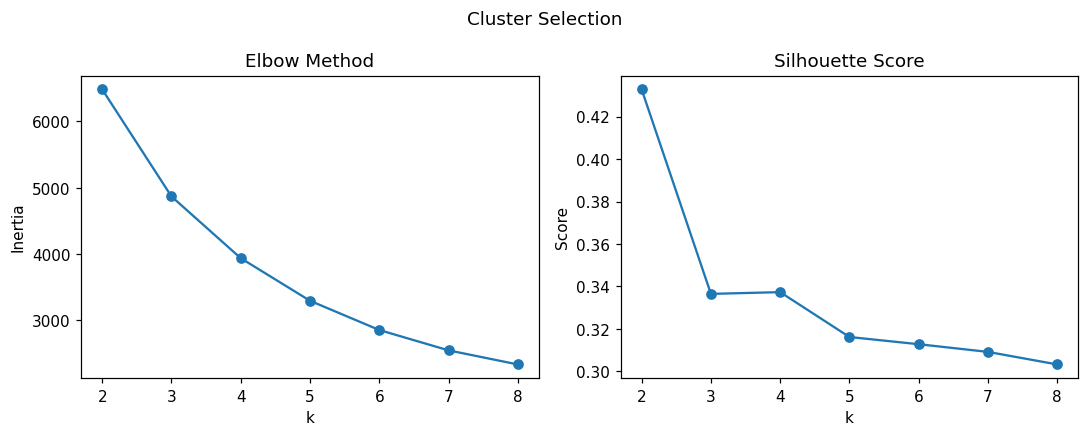 Cluster Selection
Elbow Method
6000
5000
4000
3000
Inertia
2 3 4 5 6 7 8
k
Silhouette Score
0.42
0.40
0.38
0.36
0.34
0.32
0.30
Score
2 3 4 5 6 7 8
k